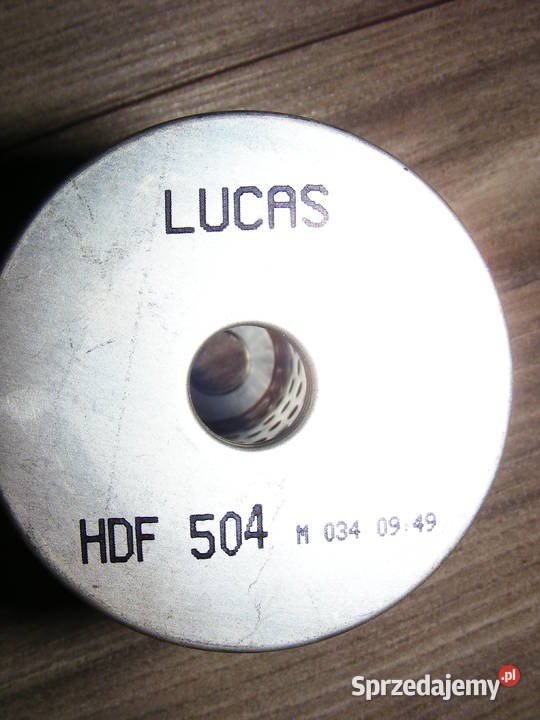 LUCAS
HDF 504 M 034 09:49
Sprzedajemy.pl